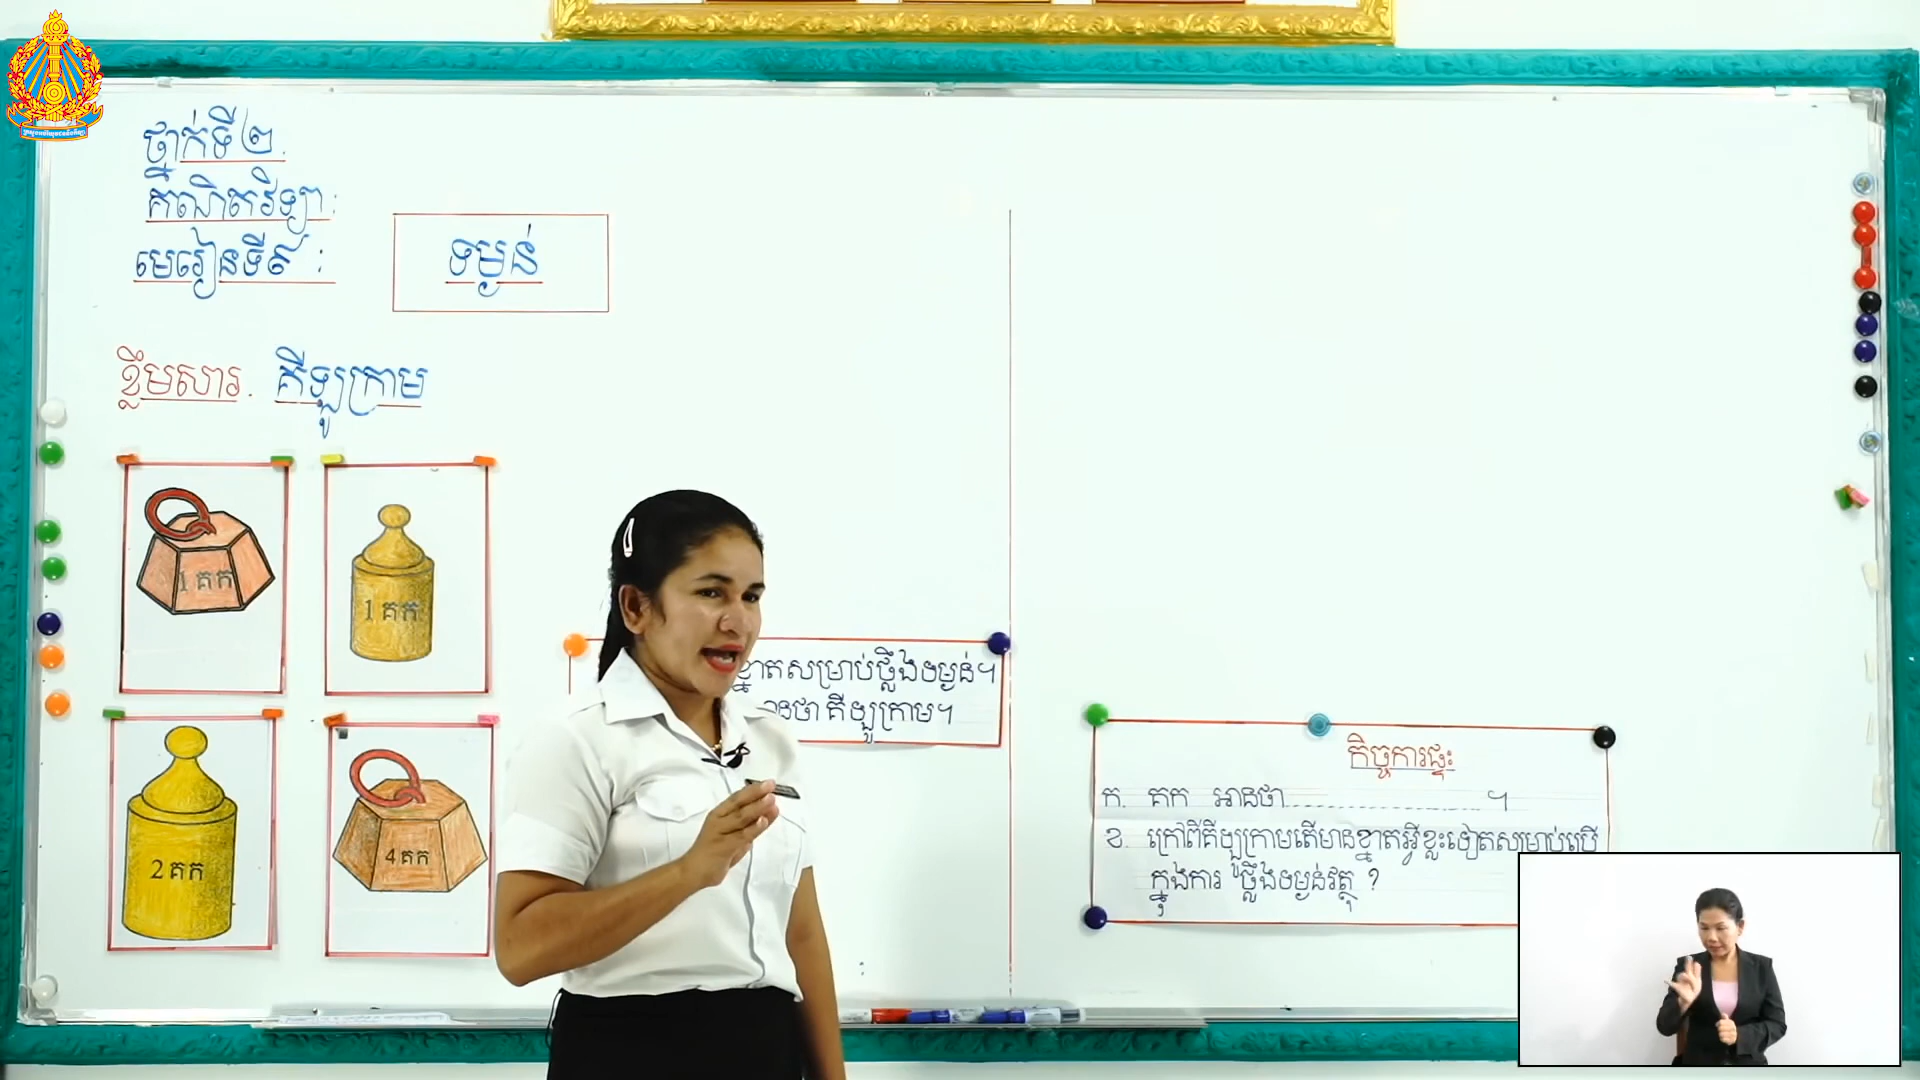 ថ្នាក់ទី២
គណិតវិទ្យា:
មេរៀនទី៩ :
ទម្ងន់
ខ្លឹមសារ. គីឡូក្រាម
1 គក
1 គក
2 គក
4 គក
ខ្នាតសម្រាប់ថ្លឹងទម្ងន់។
គីឡូក្រាម។
កិច្ចការផ្ទះ
ក. គក អានថា.......................។
ខ. ក្រៅពីគីឡូក្រាមតើមានខ្នាតអ្វីខ្លះទៀតសម្រាប់ប្រើ
ក្នុងការ ថ្លឹងទម្ងន់វត្ថុ ?